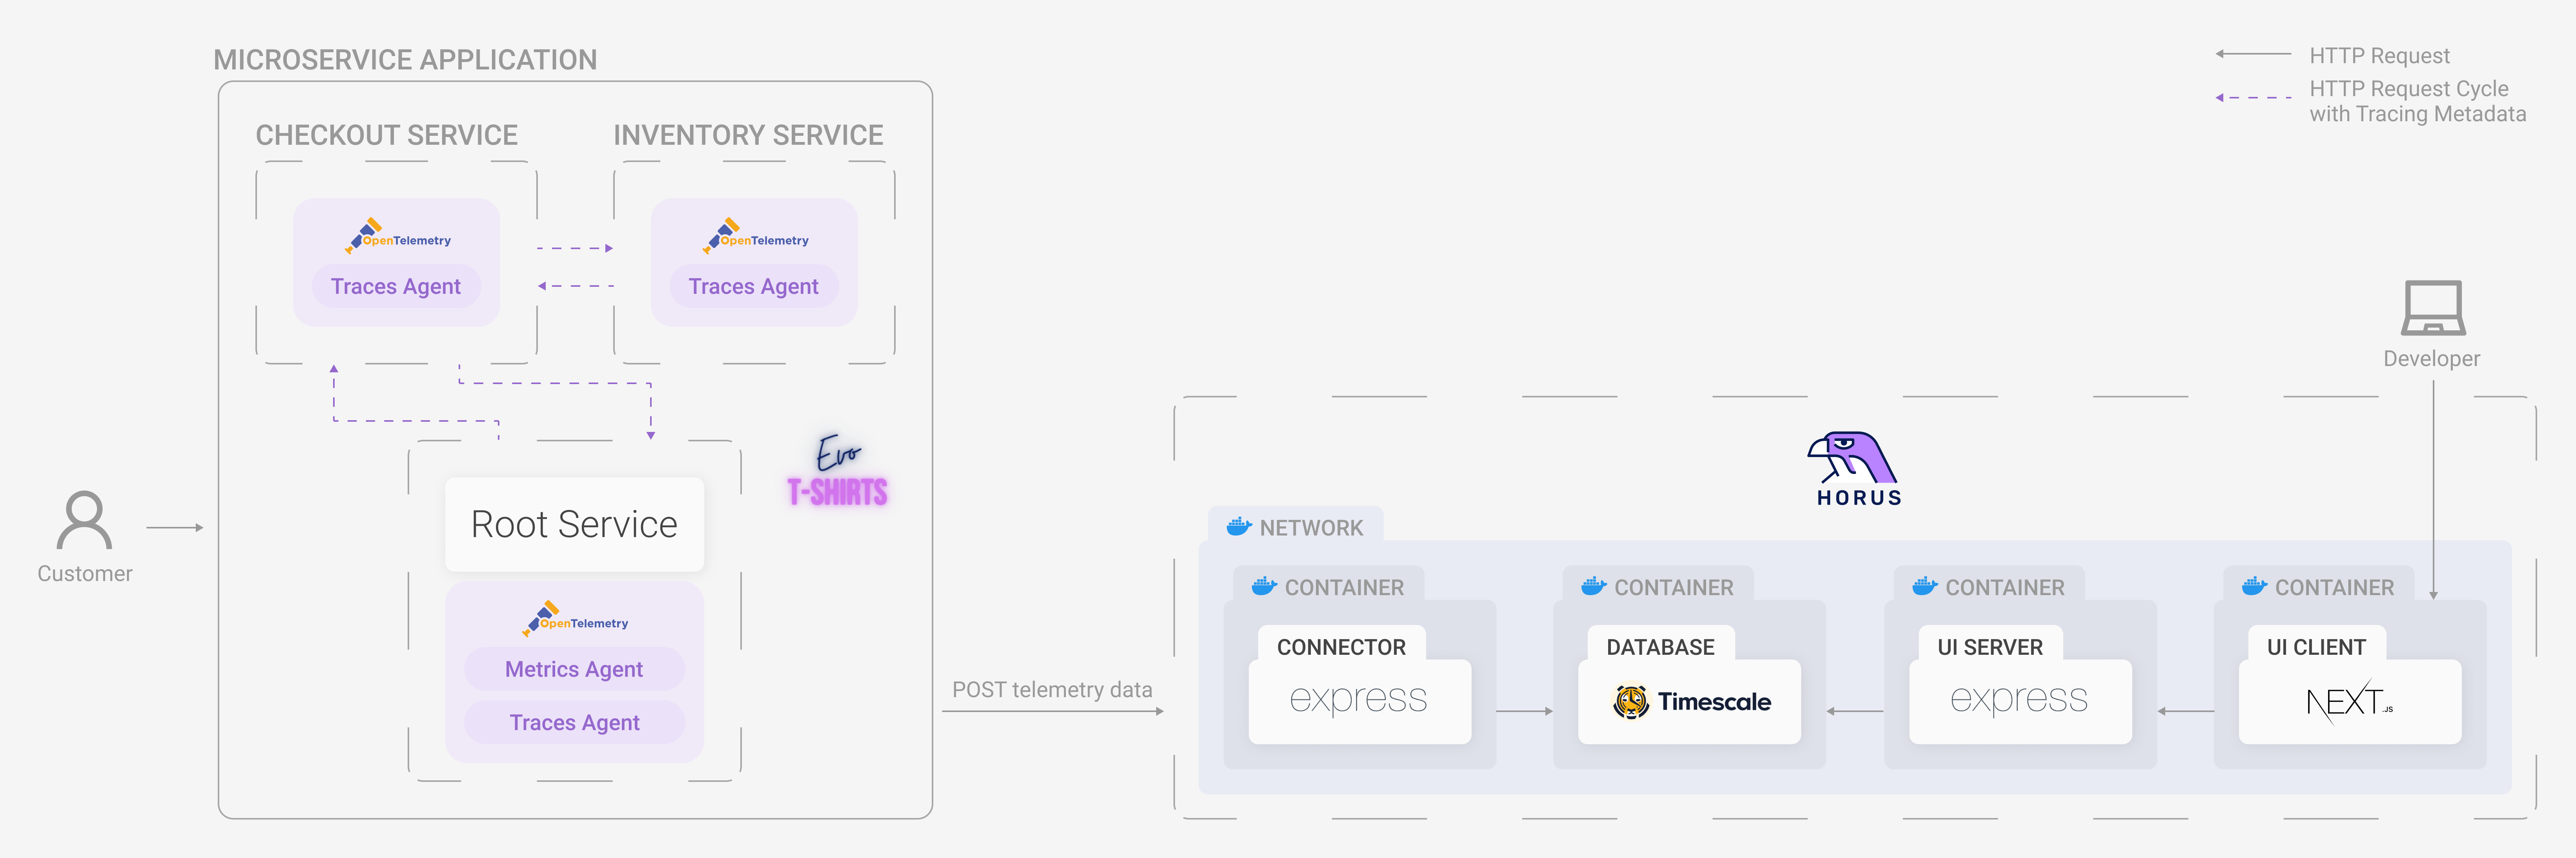 MICROSERVICE APPLICATION
CHECKOUT SERVICE
INVENTORY SERVICE
OpenTelemetry
Traces Agent
OpenTelemetry
Traces Agent
Evo
T-SHIRTS
Root Service
OpenTelemetry
Metrics Agent
Traces Agent
Customer
POST telemetry data
HTTP Request
HTTP Request Cycle
with Tracing Metadata
Developer
HORUS
NETWORK
CONTAINER
CONNECTOR
express
CONTAINER
DATABASE
Timescale
CONTAINER
UI SERVER
express
CONTAINER
UI CLIENT
NEXT.JS